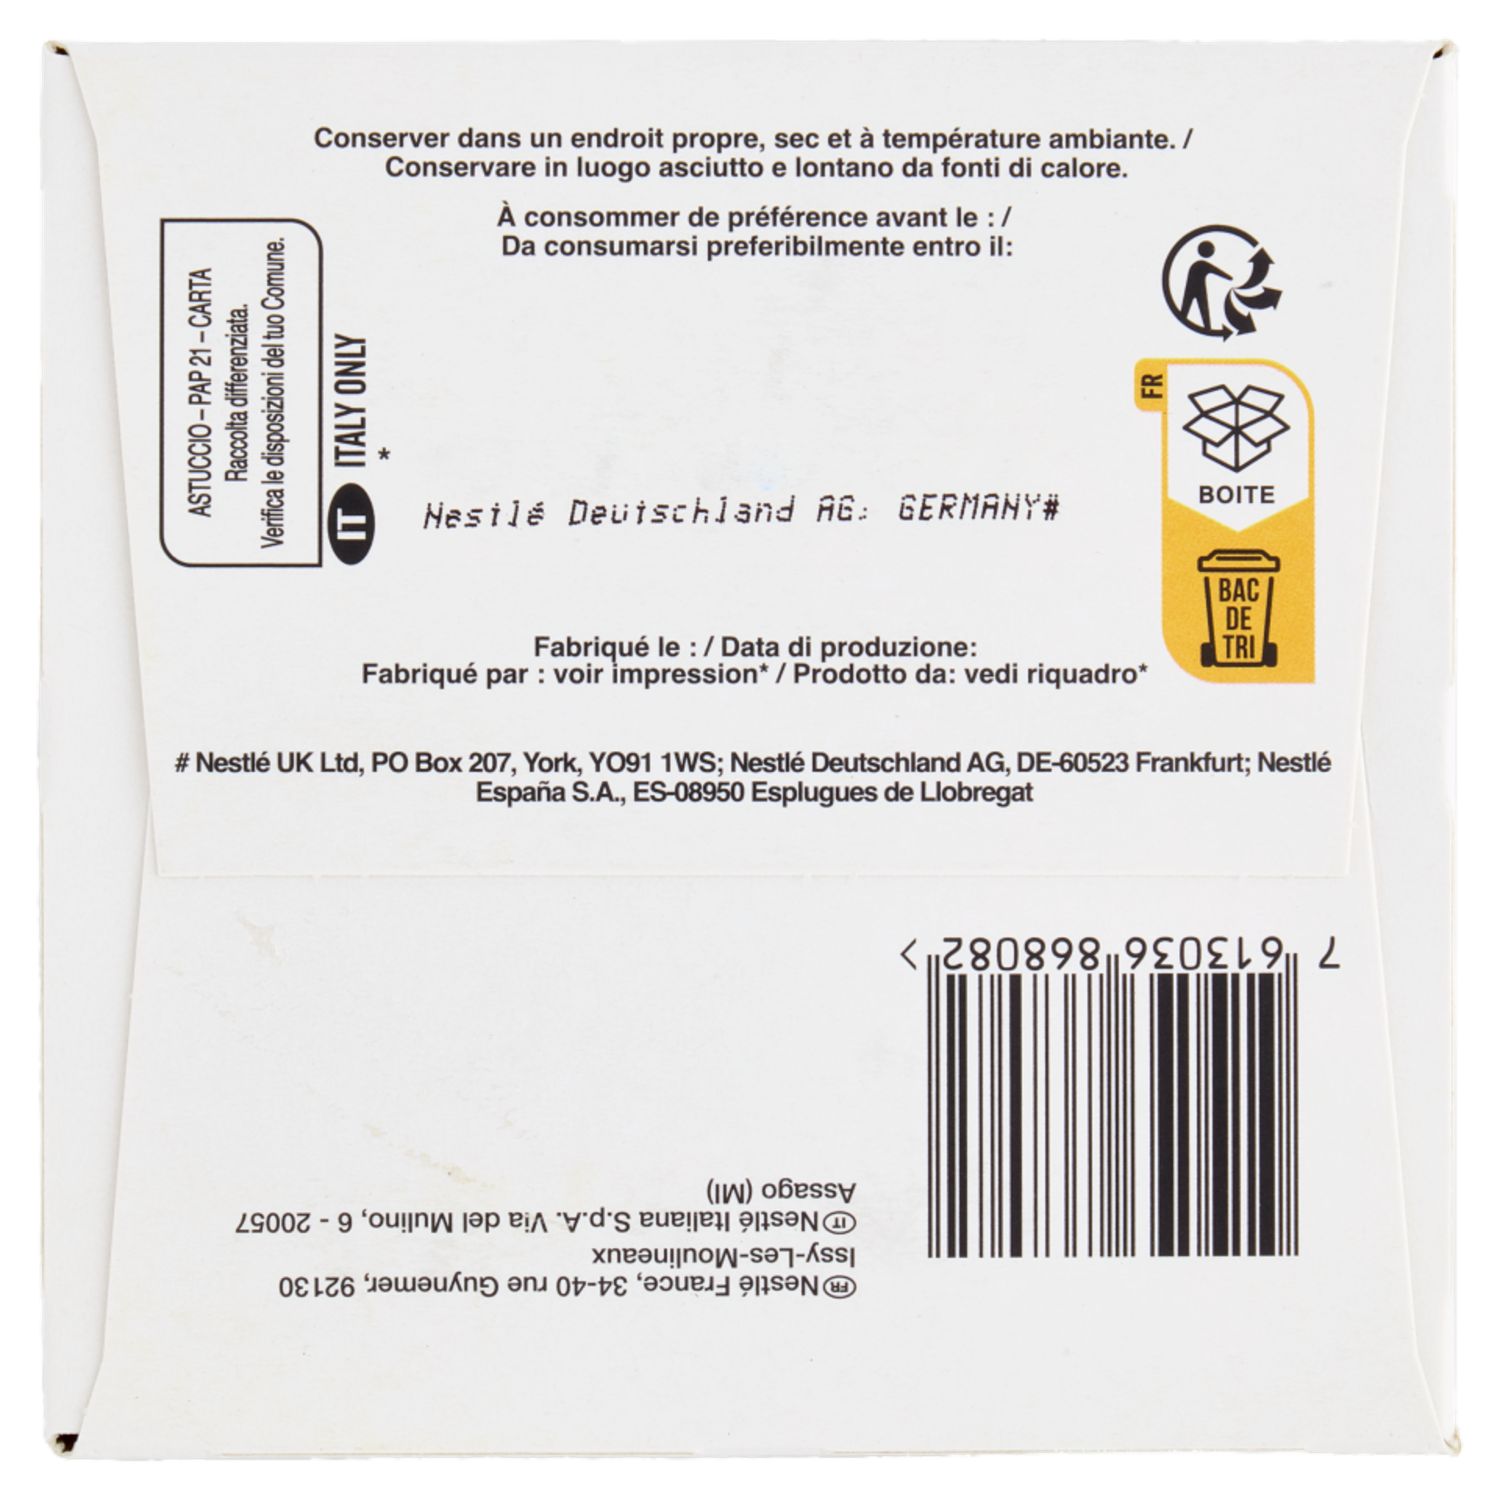 Conserver dans un endroit propre, sec et à température ambiante. /
Conservare in luogo asciutto e lontano da fonti di calore.
À consommer de préférence avant le : /
Da consumarsi preferibilmente entro il:
ASTUCCIO – PAP 21 – CARTA
Raccolta differenziata.
Verifica le disposizioni del tuo Comune.
IT ITALY ONLY
*
FR
BOITE
BAC
DE
TRI
Nestlé Deutschland AG: GERMANY#
Fabriqué le : / Data di produzione:
Fabriqué par : voir impression* / Prodotto da: vedi riquadro*
# Nestlé UK Ltd, PO Box 207, York, YO91 1WS; Nestlé Deutschland AG, DE-60523 Frankfurt; Nestlé
España S.A., ES-08950 Esplugues de Llobregat
7 613036 868082 >
FR Nestlé France, 34-40 rue Guynemer, 92130
Issy-Les-Moulineaux
IT Nestlé Italiana S.p.A. Via del Mulino, 6 - 20057
Assago (MI)